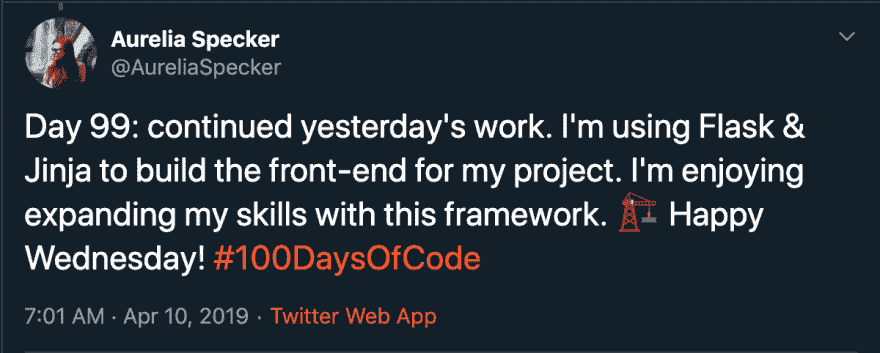 Aurelia Specker
@AureliaSpecker
Day 99: continued yesterday's work. I'm using Flask &
Jinja to build the front-end for my project. I'm enjoying
expanding my skills with this framework. 🏗 Happy
Wednesday! #100DaysOfCode
7:01 AM · Apr 10, 2019 · Twitter Web App